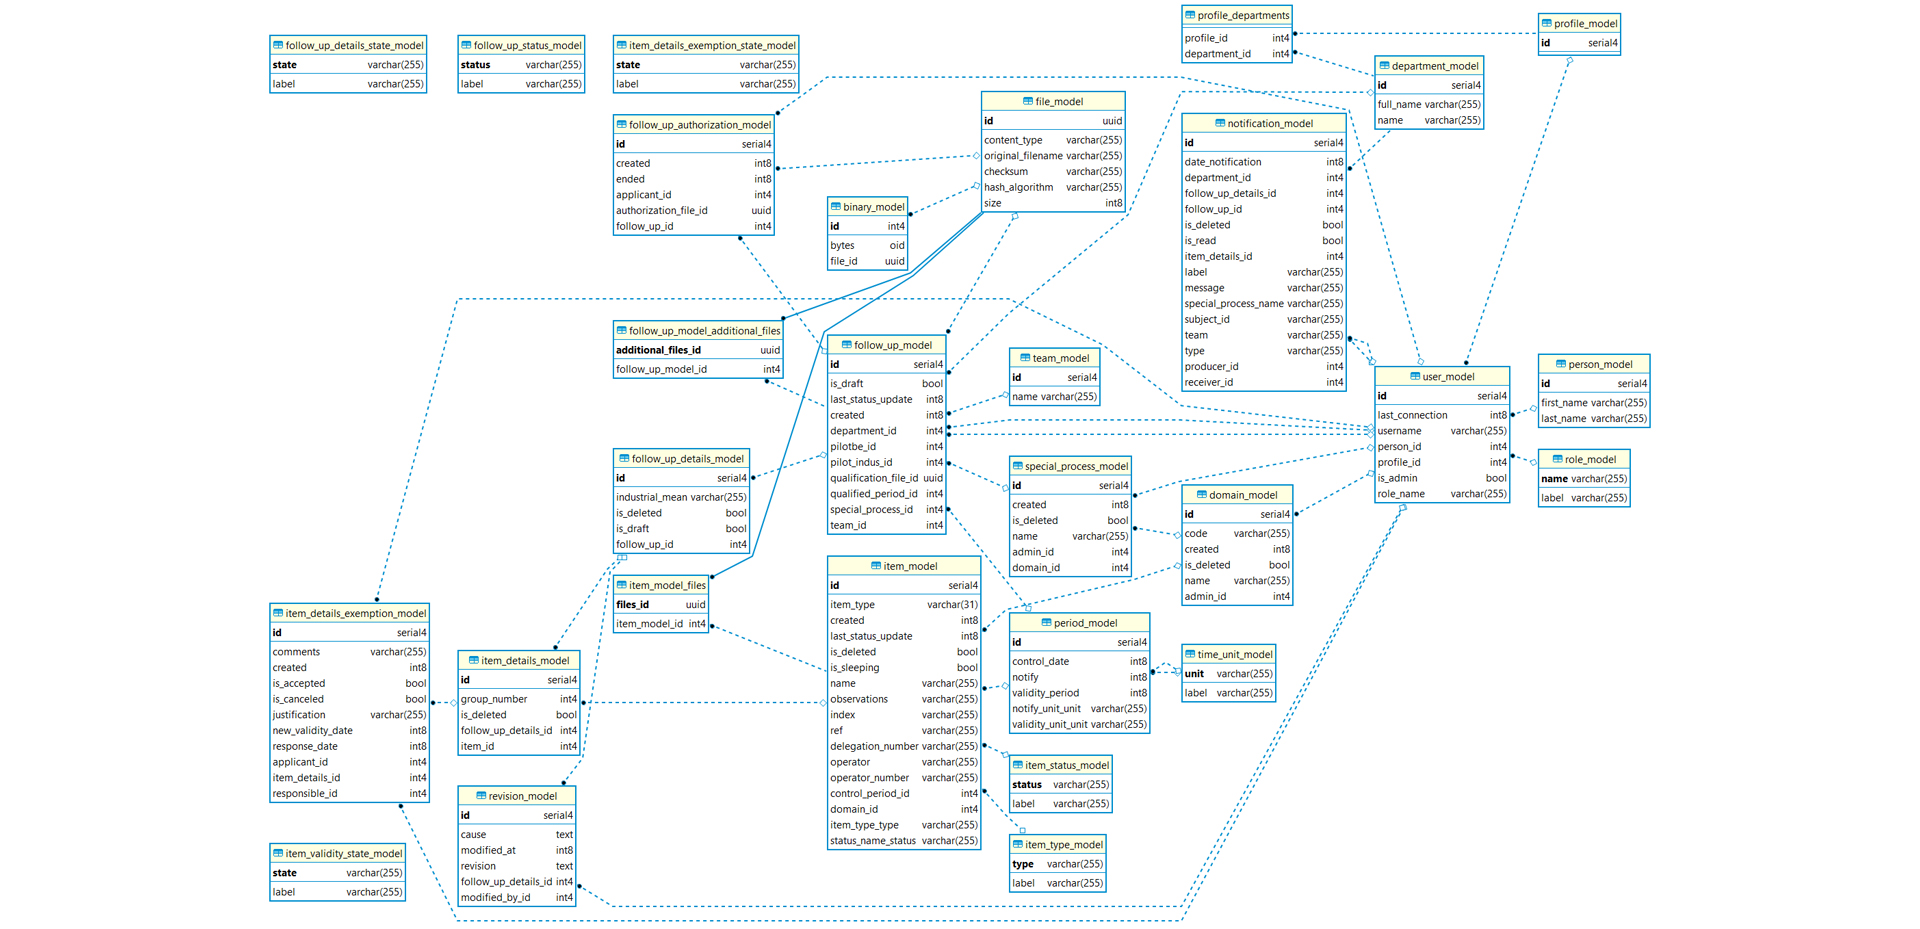 follow_up_details_state_model
state varchar(255)
label varchar(255)
follow_up_status_model
status varchar(255)
label varchar(255)
item_details_exemption_state_model
state varchar(255)
label varchar(255)
profile_departments
profile_id int4
department_id int4
profile_model
id serial4
department_model
id serial4
full_name varchar(255)
name varchar(255)
follow_up_authorization_model
id serial4
created int8
ended int8
applicant_id int4
authorization_file_id uuid
follow_up_id int4
file_model
id uuid
content_type varchar(255)
original_filename varchar(255)
checksum varchar(255)
hash_algorithm varchar(255)
size int8
binary_model
id int4
bytes oid
file_id uuid
notification_model
id serial4
date_notification int8
department_id int4
follow_up_details_id int4
follow_up_id int4
is_deleted bool
is_read bool
item_details_id int4
label varchar(255)
message varchar(255)
special_process_name varchar(255)
subject_id varchar(255)
team varchar(255)
type varchar(255)
producer_id int4
receiver_id int4
follow_up_model_additional_files
additional_files_id uuid
follow_up_model_id int4
follow_up_model
id serial4
is_draft bool
last_status_update int8
created int8
department_id int4
pilotbe_id int4
pilot_indus_id int4
qualification_file_id uuid
qualified_period_id int4
special_process_id int4
team_id int4
team_model
id serial4
name varchar(255)
user_model
id serial4
last_connection int8
username varchar(255)
person_id int4
profile_id int4
is_admin bool
role_name varchar(255)
person_model
id serial4
first_name varchar(255)
last_name varchar(255)
role_model
name varchar(255)
label varchar(255)
follow_up_details_model
id serial4
industrial_mean varchar(255)
is_deleted bool
is_draft bool
follow_up_id int4
special_process_model
id serial4
created int8
is_deleted bool
name varchar(255)
admin_id int4
domain_id int4
domain_model
id serial4
code varchar(255)
created int8
is_deleted bool
name varchar(255)
admin_id int4
item_model_files
files_id uuid
item_model_id int4
item_model
id serial4
item_type varchar(31)
created int8
last_status_update int8
is_deleted bool
is_sleeping bool
name varchar(255)
observations varchar(255)
index varchar(255)
ref varchar(255)
delegation_number varchar(255)
operator varchar(255)
operator_number varchar(255)
control_period_id int4
domain_id int4
item_type_type varchar(255)
status_name_status varchar(255)
item_details_exemption_model
id serial4
comments varchar(255)
created int8
is_accepted bool
is_canceled bool
justification varchar(255)
new_validity_date int8
response_date int8
applicant_id int4
item_details_id int4
responsible_id int4
item_details_model
id serial4
group_number int4
is_deleted bool
follow_up_details_id int4
item_id int4
period_model
id serial4
control_date int8
notify int8
validity_period int8
notify_unit_unit varchar(255)
validity_unit_unit varchar(255)
time_unit_model
unit varchar(255)
label varchar(255)
item_status_model
status varchar(255)
label varchar(255)
revision_model
id serial4
cause text
modified_at int8
revision text
follow_up_details_id int4
modified_by_id int4
item_type_model
type varchar(255)
label varchar(255)
item_validity_state_model
state varchar(255)
label varchar(255)